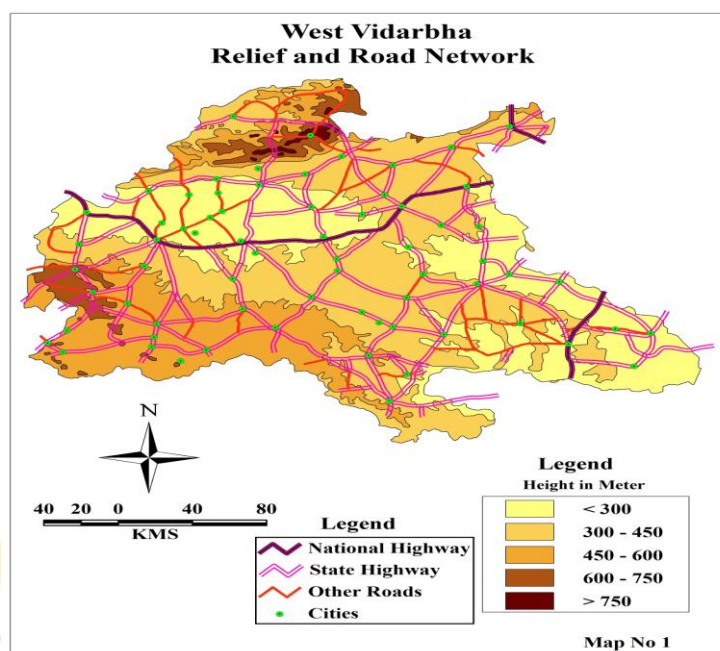 West Vidarbha
Relief and Road Network
N
40 20 0 40 80
KMS
Legend
National Highway
State Highway
Other Roads
Cities
Legend
Height in Meter
< 300
300 - 450
450 - 600
600 - 750
> 750
Map No 1